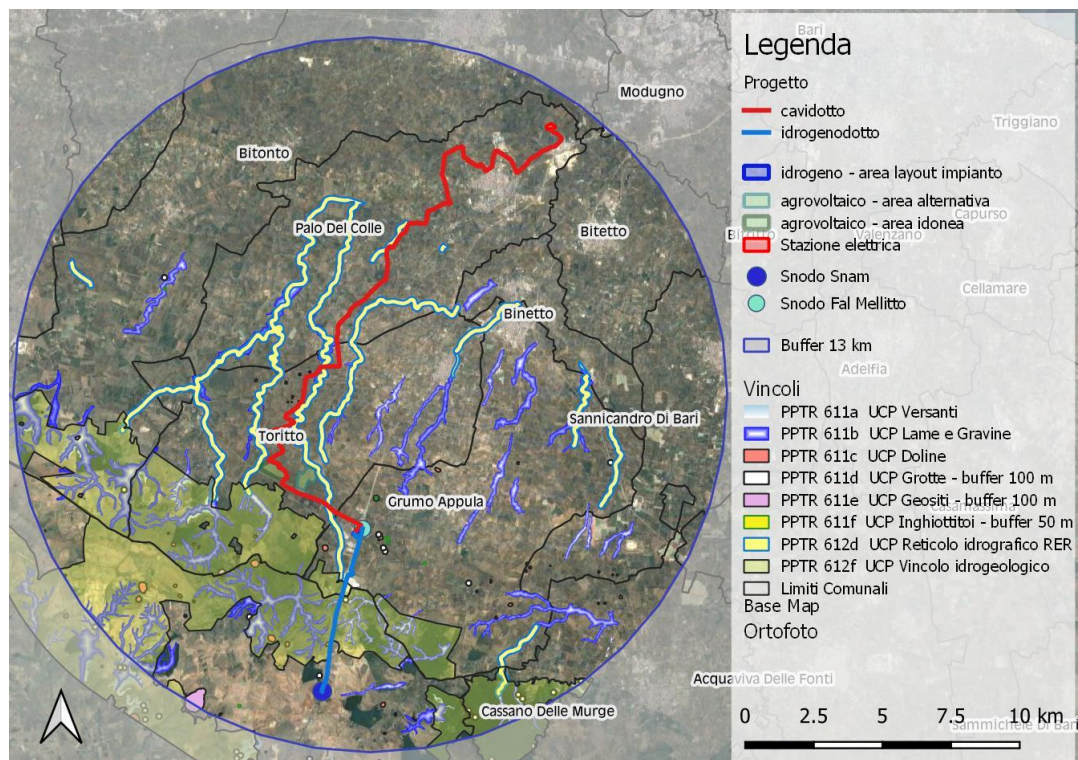 Bari
Legenda
Progetto
cavidotto
idrogenodotto
idrogeno - area layout impianto
agrovoltaico - area alternativa
agrovoltaico - area idonea
Stazione elettrica
Snodo Snam
Snodo Fal Mellitto
Buffer 13 km
Vincoli
PPTR 611a UCP Versanti
PPTR 611b UCP Lame e Gravine
PPTR 611c UCP Doline
PPTR 611d UCP Grotte - buffer 100 m
PPTR 611e UCP Geositi - buffer 100 m
PPTR 611f UCP Inghiottitoi - buffer 50 m
PPTR 612d UCP Reticolo idrografico RER
PPTR 612f UCP Vincolo idrogeologico
Limiti Comunali
Base Map
Ortofoto
0 2.5 5 7.5 10 km
Modugno
Triggiano
Bitonto
Capurso
Palo Del Colle
Bitetto
Valenzano
Cellamare
Binetto
Adelfia
Sannicandro Di Bari
Toritto
Grumo Appula
Casamassima
Acquaviva Delle Fonti
Cassano Delle Murge
Sammichele Di Bari